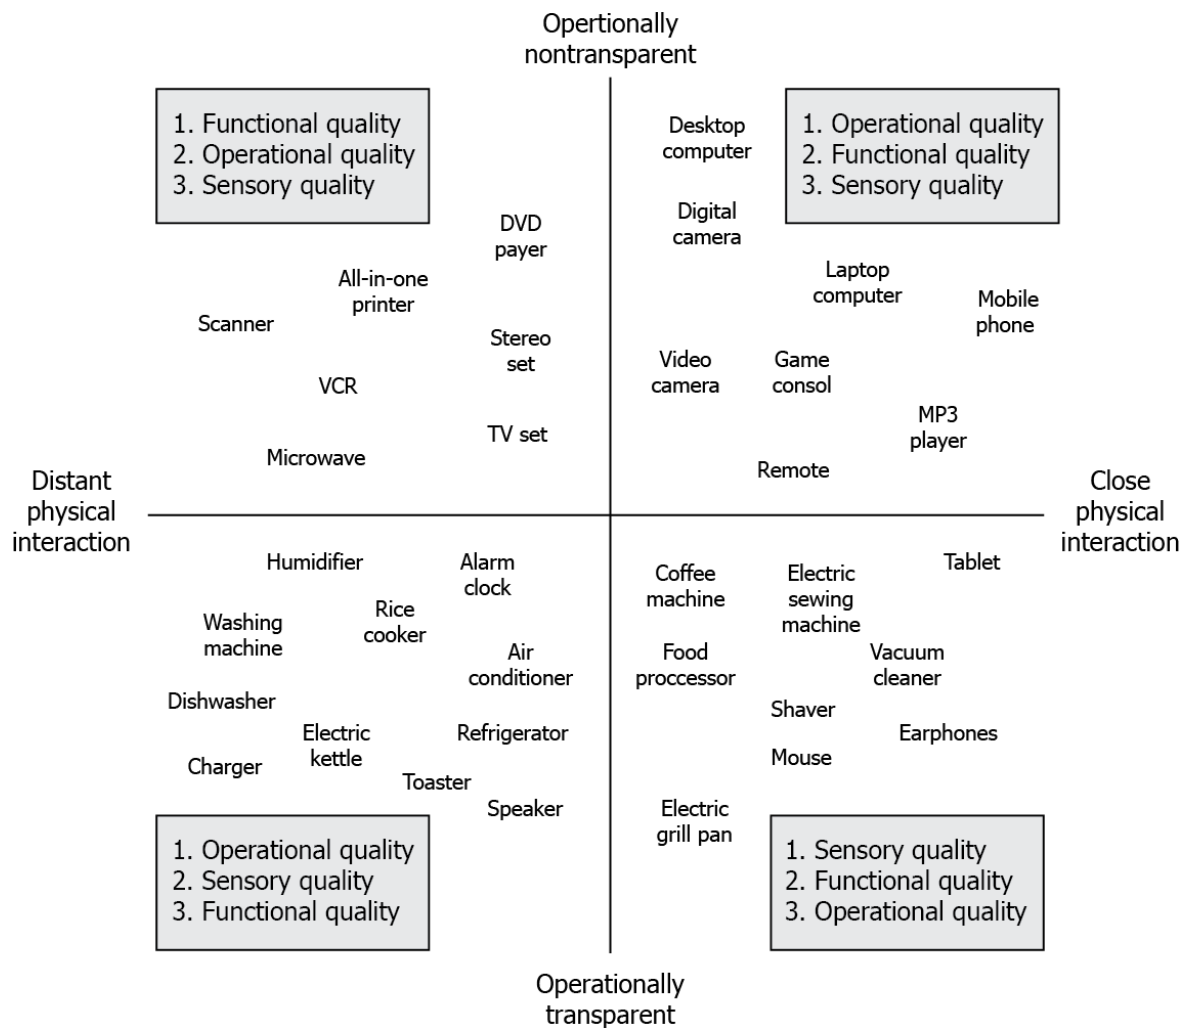 Opertionally
nontransparent
1. Functional quality
2. Operational quality
3. Sensory quality
Desktop
computer
1. Operational quality
2. Functional quality
3. Sensory quality
DVD
payer
Digital
camera
All-in-one
printer
Scanner
Laptop
computer
Mobile
phone
Stereo
set
VCR
Video
camera
Game
consol
TV set
MP3
player
Microwave
Remote
Distant
physical
interaction
Close
physical
interaction
Humidifier
Alarm
clock
Rice
cooker
Washing
machine
Air
conditioner
Dishwasher
Electric
kettle
Refrigerator
Charger
Toaster
Speaker
Coffee
machine
Electric
sewing
machine
Tablet
Food
proccessor
Vacuum
cleaner
Shaver
Earphones
Mouse
Electric
grill pan
1. Operational quality
2. Sensory quality
3. Functional quality
1. Sensory quality
2. Functional quality
3. Operational quality
Operationally
transparent